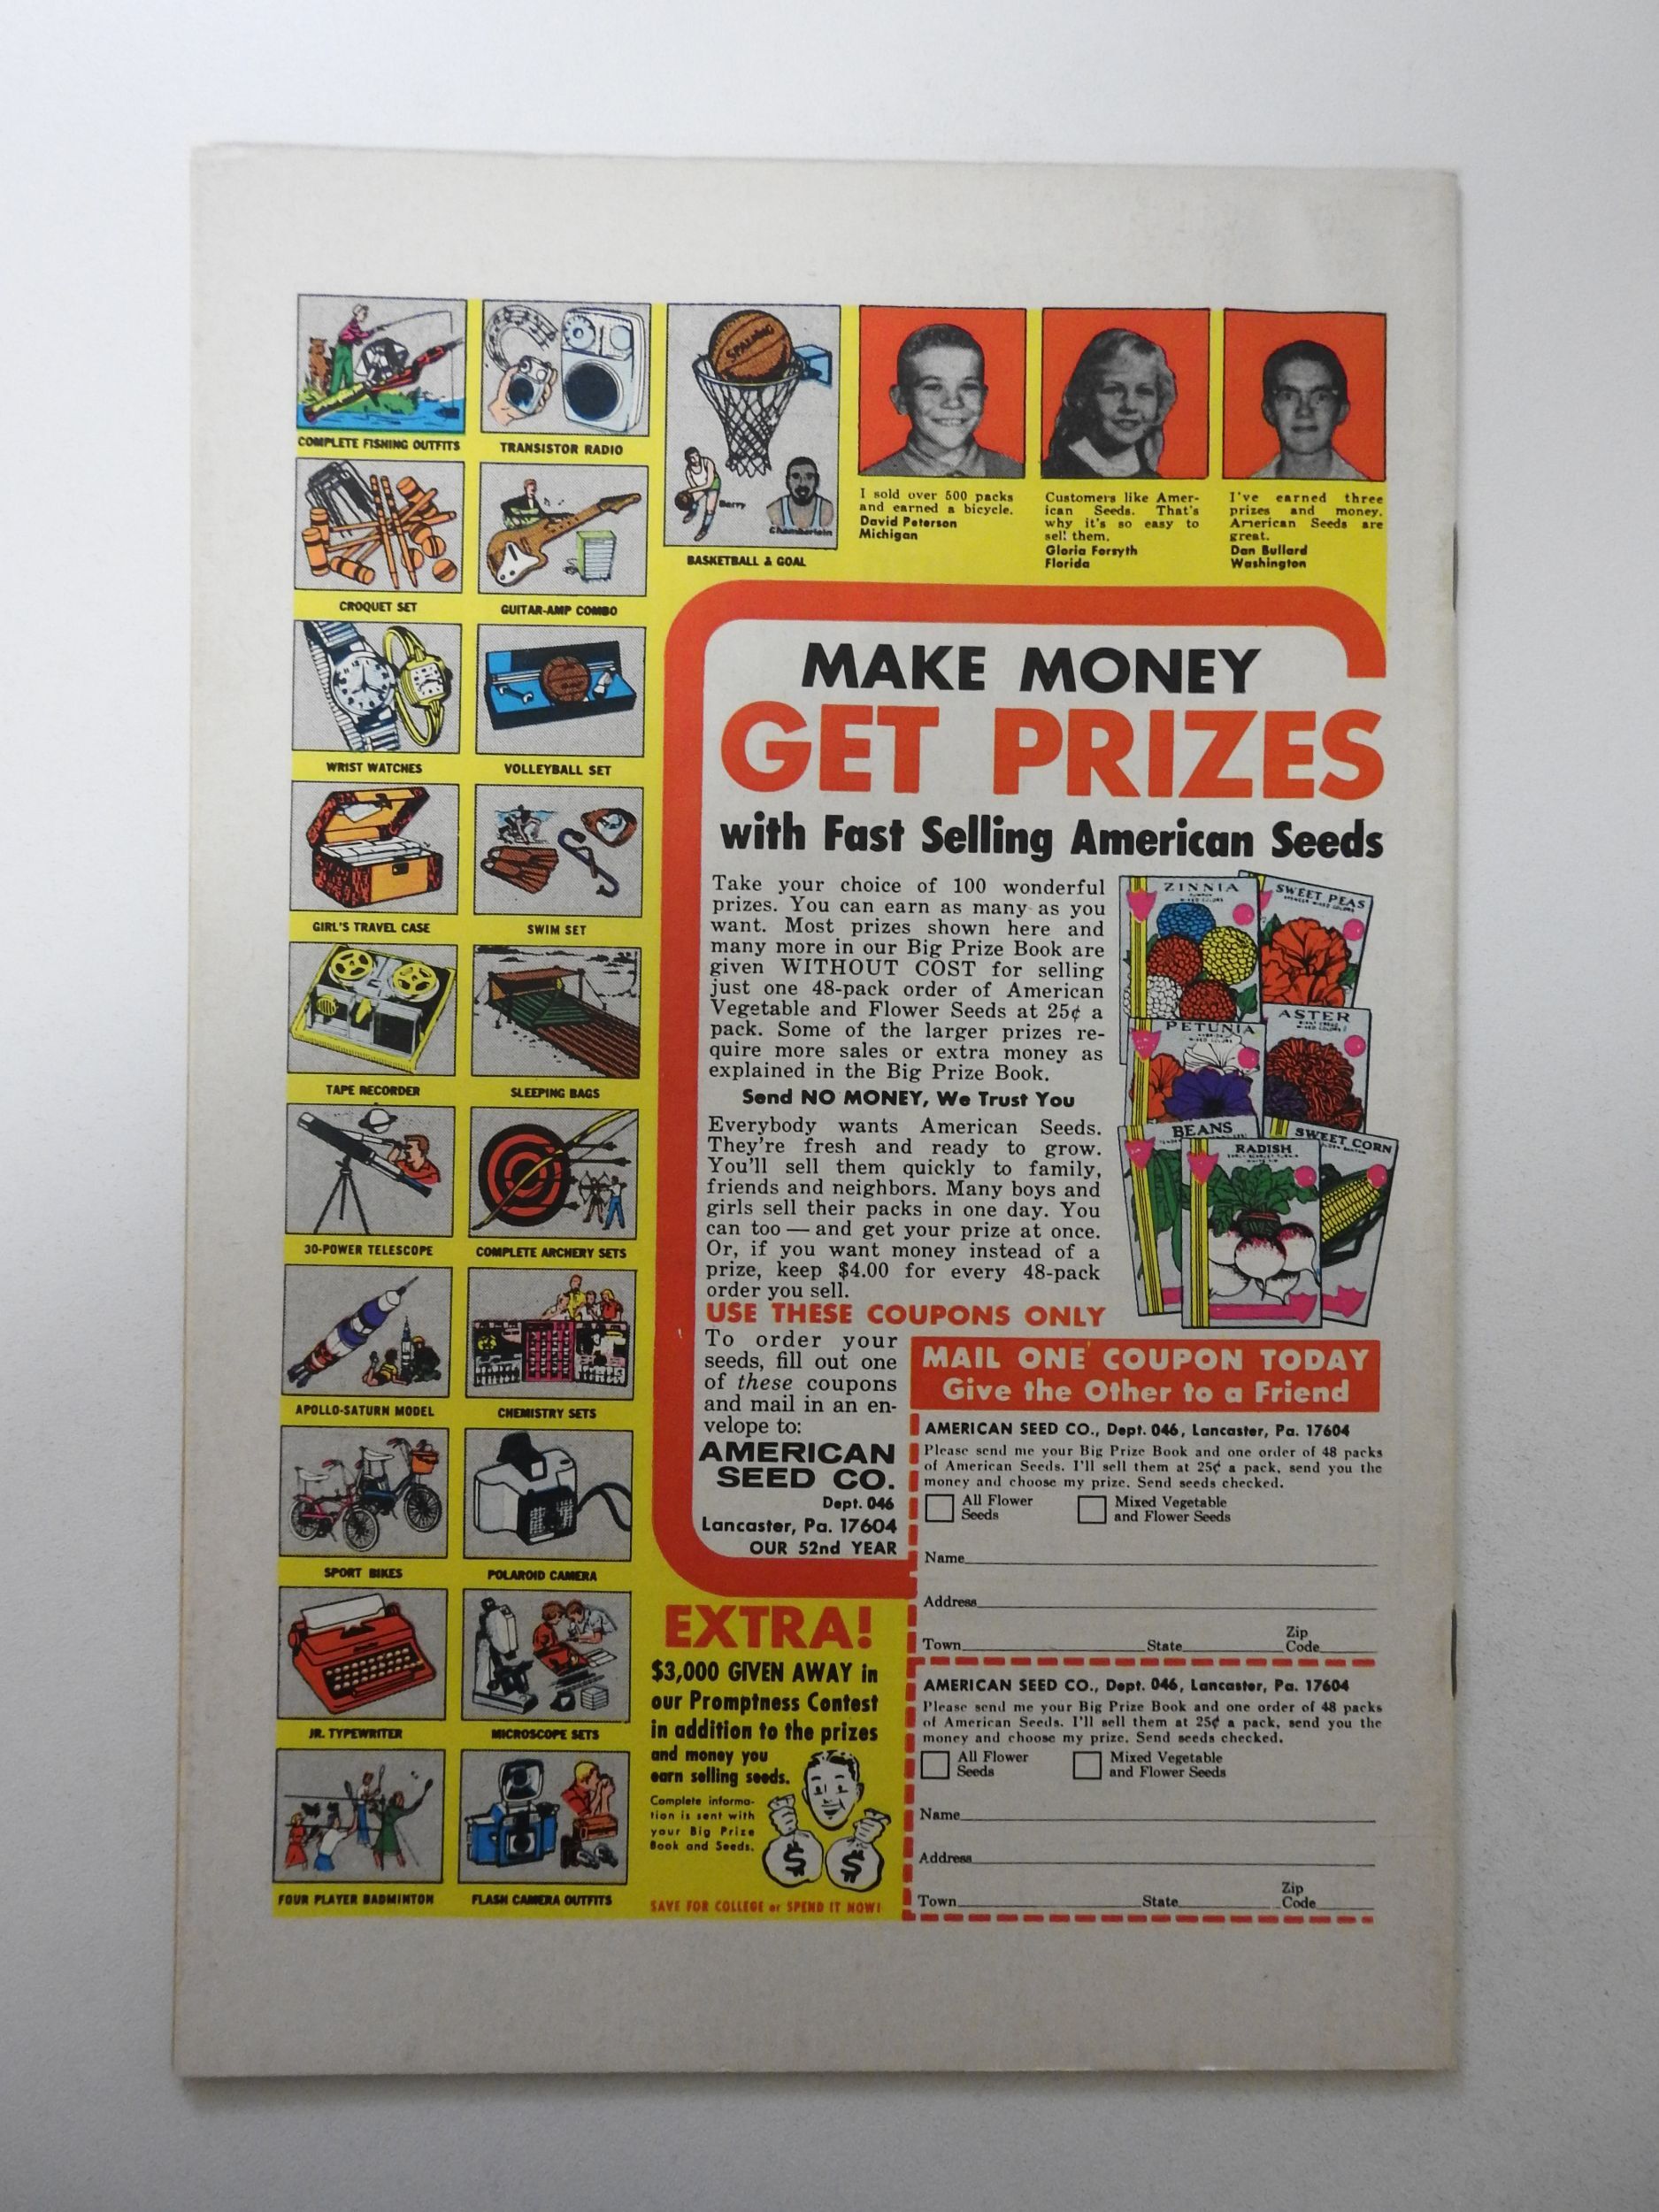 COMPLETE FISHING OUTFITS
TRANSISTOR RADIO
SPALDING
Barry
Chamberlain
BASKETBALL & GOAL
CROQUET SET
GUITAR-AMP COMBO
WRIST WATCHES
VOLLEYBALL SET
GIRL'S TRAVEL CASE
SWIM SET
TAPE RECORDER
SLEEPING BAGS
30-POWER TELESCOPE
COMPLETE ARCHERY SETS
APOLLO-SATURN MODEL
CHEMISTRY SETS
SPORT BIKES
POLAROID CAMERA
JR. TYPEWRITER
MICROSCOPE SETS
FOUR PLAYER BADMINTON
FLASH CAMERA OUTFITS
I sold over 500 packs
and earned a bicycle.
David Peterson
Michigan
Customers like Amer-
ican Seeds. That's
why it's so easy to
sell them.
Gloria Forsyth
Florida
I've earned three
prizes and money.
American Seeds are
great.
Dan Bullard
Washington
MAKE MONEY
GET PRIZES
with Fast Selling American Seeds
Take your choice of 100 wonderful
prizes. You can earn as many as you
want. Most prizes shown here and
many more in our Big Prize Book are
given WITHOUT COST for selling
just one 48-pack order of American
Vegetable and Flower Seeds at 25¢ a
pack. Some of the larger prizes re-
quire more sales or extra money as
explained in the Big Prize Book.
Send NO MONEY, We Trust You
Everybody wants American Seeds.
They're fresh and ready to grow.
You'll sell them quickly to family,
friends and neighbors. Many boys and
girls sell their packs in one day. You
can too — and get your prize at once.
Or, if you want money instead of a
prize, keep $4.00 for every 48-pack
order you sell.
ZINNIA
MIXED COLORS
SWEET PEAS
PETUNIA
ASTER
MIXED COLORS
BEANS
RADISH
SWEET CORN
USE THESE COUPONS ONLY
To order your
seeds, fill out one
of these coupons
and mail in an en-
velope to:
AMERICAN
SEED CO.
Dept. 046
Lancaster, Pa. 17604
OUR 52nd YEAR
MAIL ONE COUPON TODAY
Give the Other to a Friend
AMERICAN SEED CO., Dept. 046, Lancaster, Pa. 17604
Please send me your Big Prize Book and one order of 48 packs
of American Seeds. I'll sell them at 25¢ a pack, send you the
money and choose my prize. Send seeds checked.
All Flower
Seeds
Mixed Vegetable
and Flower Seeds
Name
Address
Town State Zip
Code
AMERICAN SEED CO., Dept. 046, Lancaster, Pa. 17604
Please send me your Big Prize Book and one order of 48 packs
of American Seeds. I'll sell them at 25¢ a pack, send you the
money and choose my prize. Send seeds checked.
All Flower
Seeds
Mixed Vegetable
and Flower Seeds
Name
Address
Town State Zip
Code
EXTRA!
$3,000 GIVEN AWAY in
our Promptness Contest
in addition to the prizes
and money you
earn selling seeds.
Complete informa-
tion is sent with
your Big Prize
Book and Seeds.
$ $
SAVE FOR COLLEGE or SPEND IT NOW!